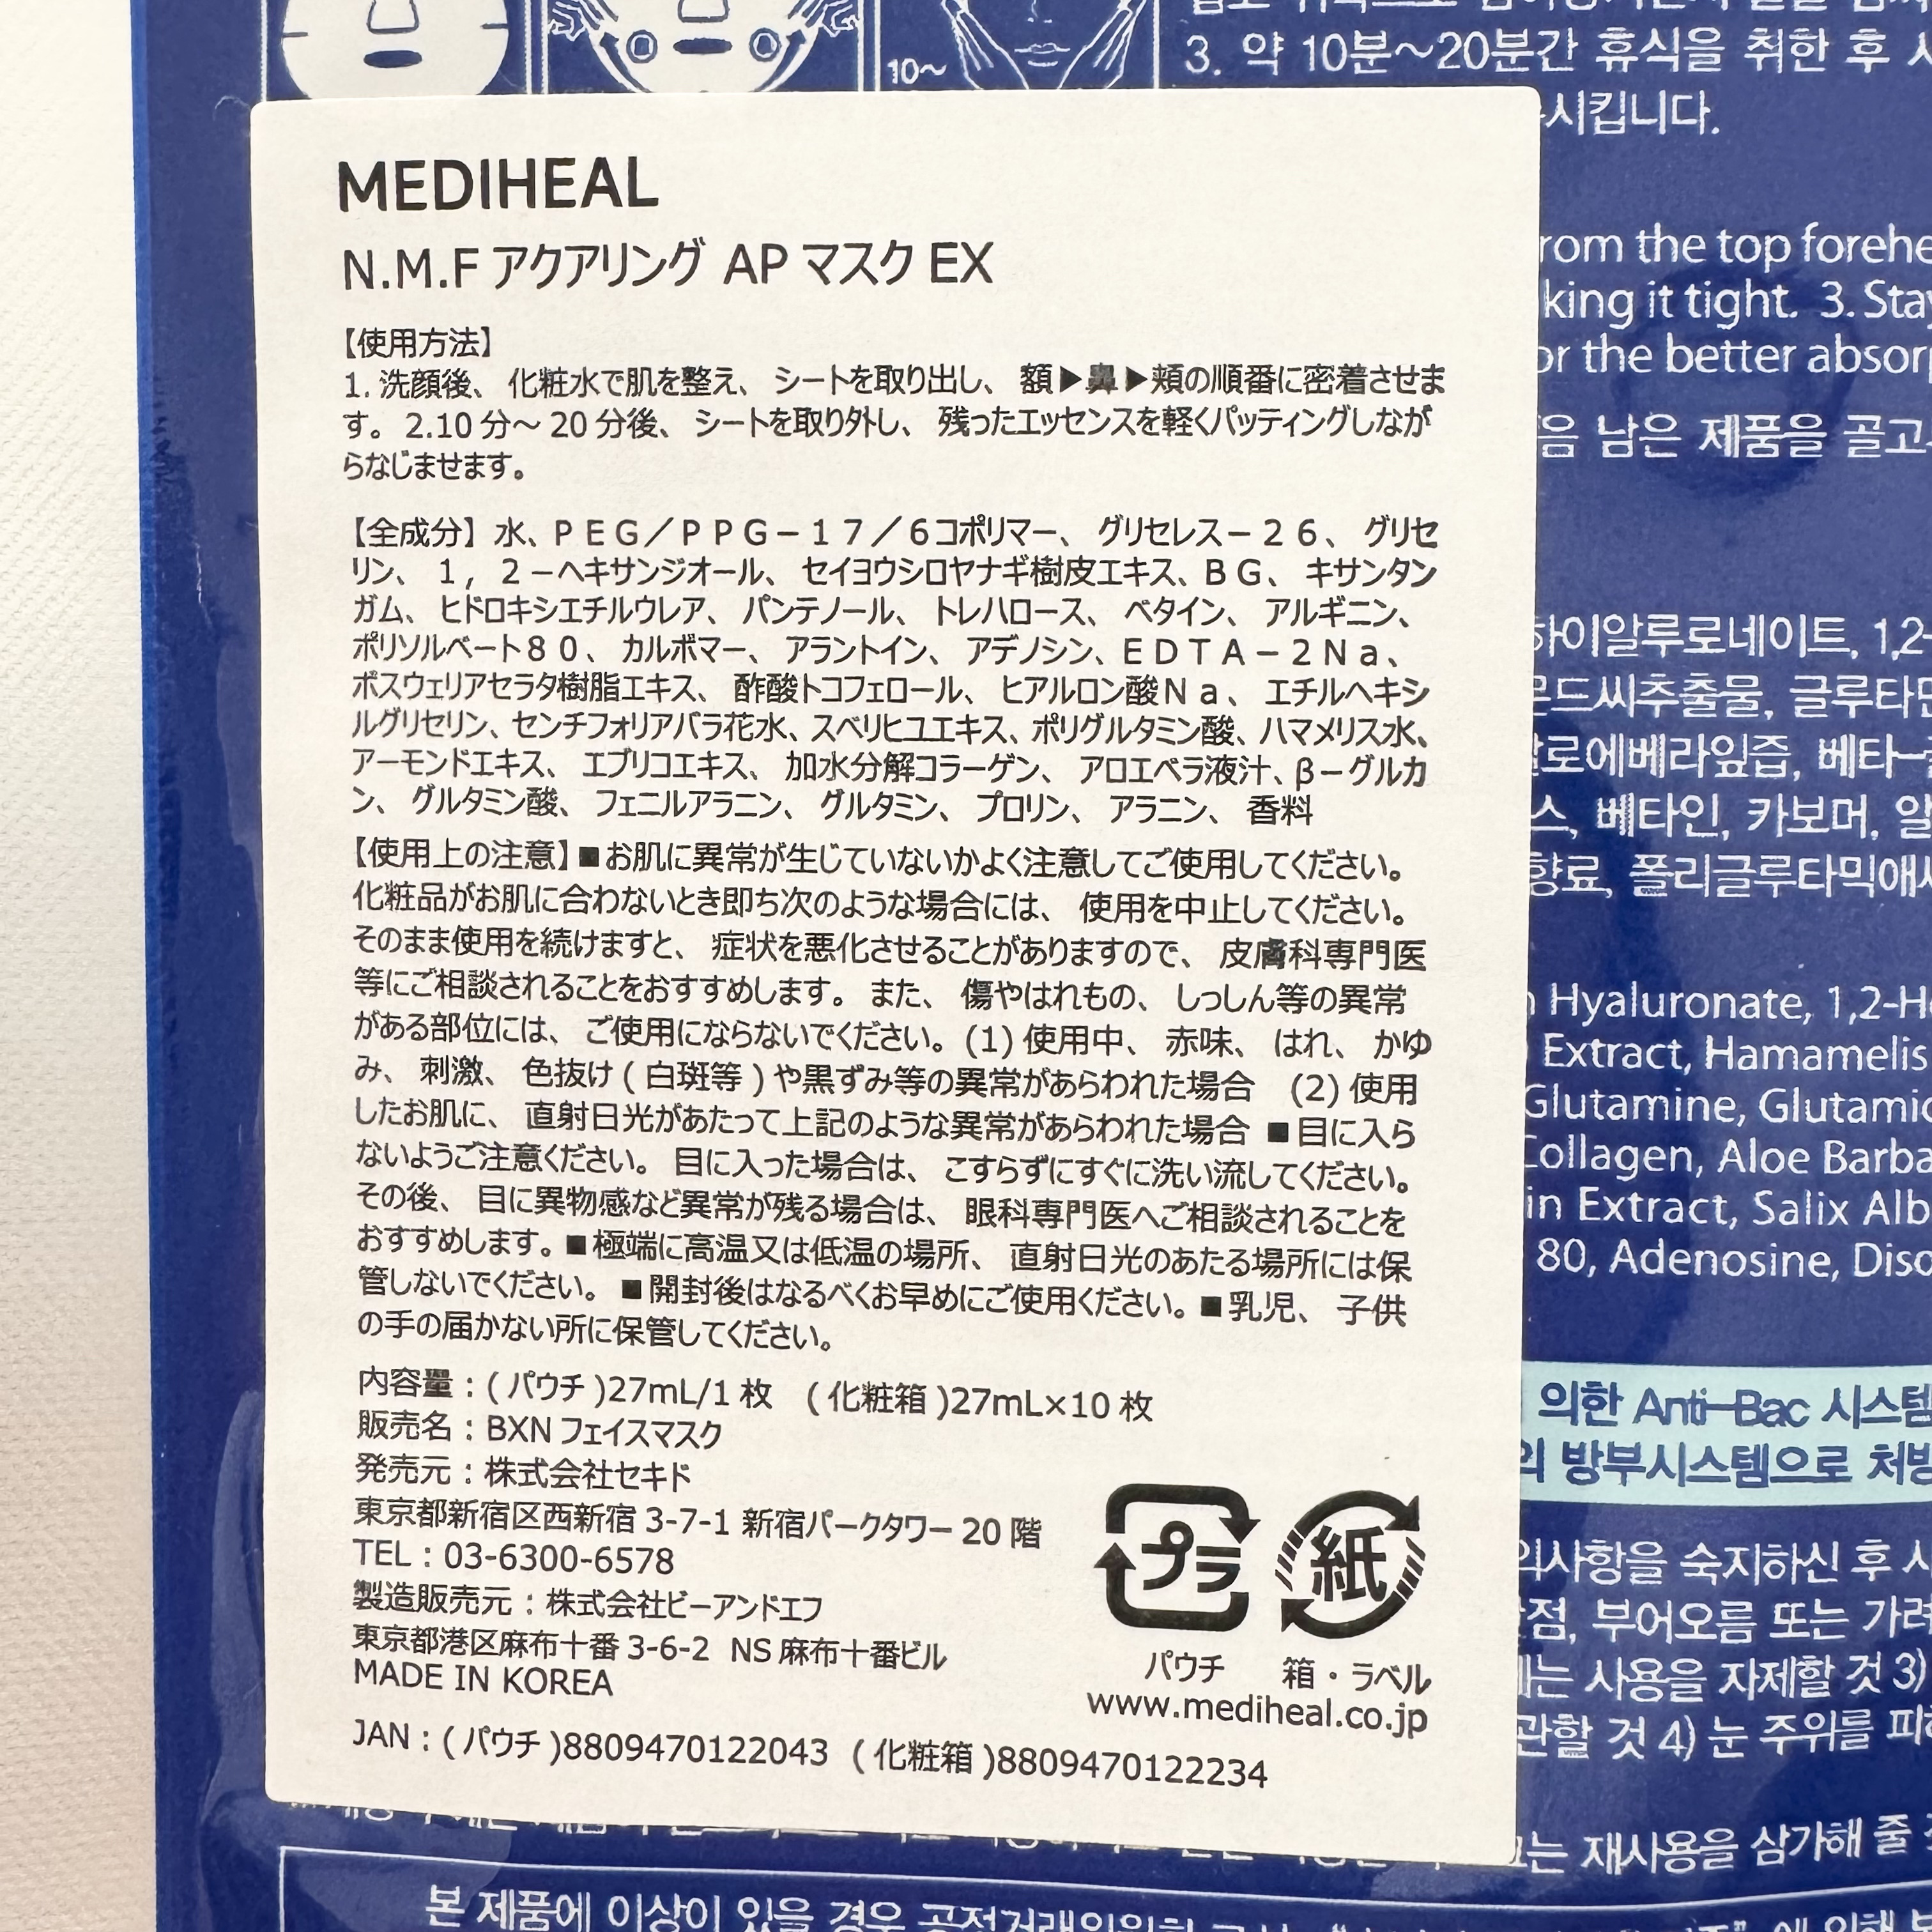 10~
3. 약 10분~20분간 휴식을 취한 후
시킵니다.
MEDIHEAL
N.M.F アクアリング AP マスク EX
【使用方法】
1. 洗顔後、 化粧水で肌を整え、 シートを取り出し、 額▶鼻▶頬の順番に密着させま
す。 2.10 分～ 20 分後、 シートを取り外し、 残ったエッセンスを軽くパッティングしなが
らなじませます。
【全成分】 水、ＰＥＧ／ＰＰＧ－１７／６コポリマー、 グリセレス－２６、 グリセ
リン、 １，２－ヘキサンジオール、 セイヨウシロヤナギ樹皮エキス、ＢＧ、 キサンタン
ガム、 ヒドロキシエチルウレア、 パンテノール、 トレハロース、 ベタイン、 アルギニン、
ポリソルベート８０、 カルボマー、 アラントイン、 アデノシン、ＥＤＴＡ－２Ｎａ、
ボスウェリアセラタ樹脂エキス、 酢酸トコフェロール、 ヒアルロン酸Ｎａ、 エチルヘキシ
ルグリセリン、センチフォリアバラ花水、スベリヒユエキス、ポリグルタミン酸、ハマメリス水、
アーモンドエキス、 エブリコエキス、 加水分解コラーゲン、 アロエベラ液汁、β－グルカ
ン、 グルタミン酸、 フェニルアラニン、 グルタミン、 プロリン、 アラニン、 香料
【使用上の注意】■お肌に異常が生じていないかよく注意してご使用してください。
化粧品がお肌に合わないとき即ち次のような場合には、 使用を中止してください。
そのまま使用を続けますと、 症状を悪化させることがありますので、 皮膚科専門医
等にご相談されることをおすすめします。 また、 傷やはれもの、 しっしん等の異常
がある部位には、 ご使用にならないでください。(1) 使用中、 赤味、 はれ、 かゆ
み、 刺激、 色抜け ( 白斑等 ) や黒ずみ等の異常があらわれた場合　(2) 使用
したお肌に、 直射日光があたって上記のような異常があらわれた場合 ■目に入ら
ないようご注意ください。 目に入った場合は、 こすらずにすぐに洗い流してください。
その後、 目に異物感など異常が残る場合は、 眼科専門医へご相談されることを
おすすめします。■極端に高温又は低温の場所、 直射日光のあたる場所には保
管しないでください。 ■開封後はなるべくお早めにご使用ください。■乳児、 子供
の手の届かない所に保管してください。
内容量：( パウチ )27mL/1 枚　( 化粧箱 )27mL×10 枚
販売名：BXN フェイスマスク
発売元：株式会社セキド
東京都新宿区西新宿 3-7-1 新宿パークタワー 20 階
TEL：03-6300-6578
製造販売元：株式会社ビーアンドエフ
東京都港区麻布十番 3-6-2 NS 麻布十番ビル
MADE IN KOREA
プラ
紙
パウチ
箱・ラベル
www.mediheal.co.jp
JAN：( パウチ )8809470122043 ( 化粧箱 )8809470122234
from the top
king it tight. 3. Stay
or the better
음 남은 제품을
하이알루로네이트, 1,2-
몬드씨추출물,
알로에베라잎즙, 베타-
스, 베타인, 카보머,
향료,
Hyaluronate,
Extract, Hamamelis
Glutamine,
Collagen, Aloe
Extract, Salix
80, Adenosine,
의한 Anti-Bac
방부시스템으로
의사항을 숙지하신 후
반점, 부어오름 또는
는 사용을 자제할 것 3)
관할 것 4) 눈 주위를
는 재사용을 삼가해 줄
본 제품에 이상이 있을 경우